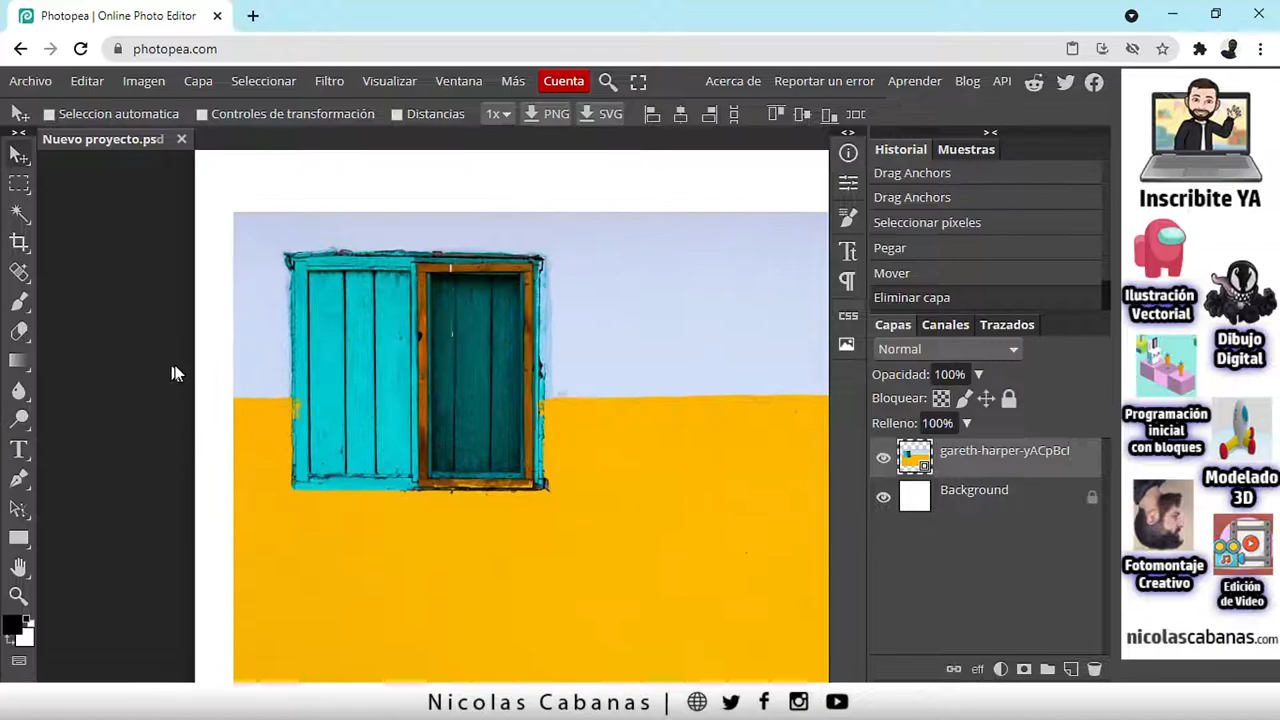 Photopea | Online Photo Editor
photopea.com
Archivo Editar Imagen Capa Seleccionar Filtro Visualizar Ventana Más Cuenta Acerca de Reportar un error Aprender Blog API
Seleccion automatica Controles de transformación Distancias 1x PNG SVG
Nuevo proyecto.psd
Historial Muestras
Drag Anchors
Drag Anchors
Seleccionar píxeles
Pegar
Mover
Eliminar capa
CSS
Capas Canales Trazados
Normal
Opacidad: 100%
Bloquear:
Relleno: 100%
gareth-harper-yACpBcI
Background
eff
Inscribite YA
Ilustración
Vectorial
Dibujo
Digital
Programación
inicial
con bloques
Modelado
3D
Fotomontaje
Creativo
Edición
de Video
nicolascabanas.com
Nicolas Cabanas |